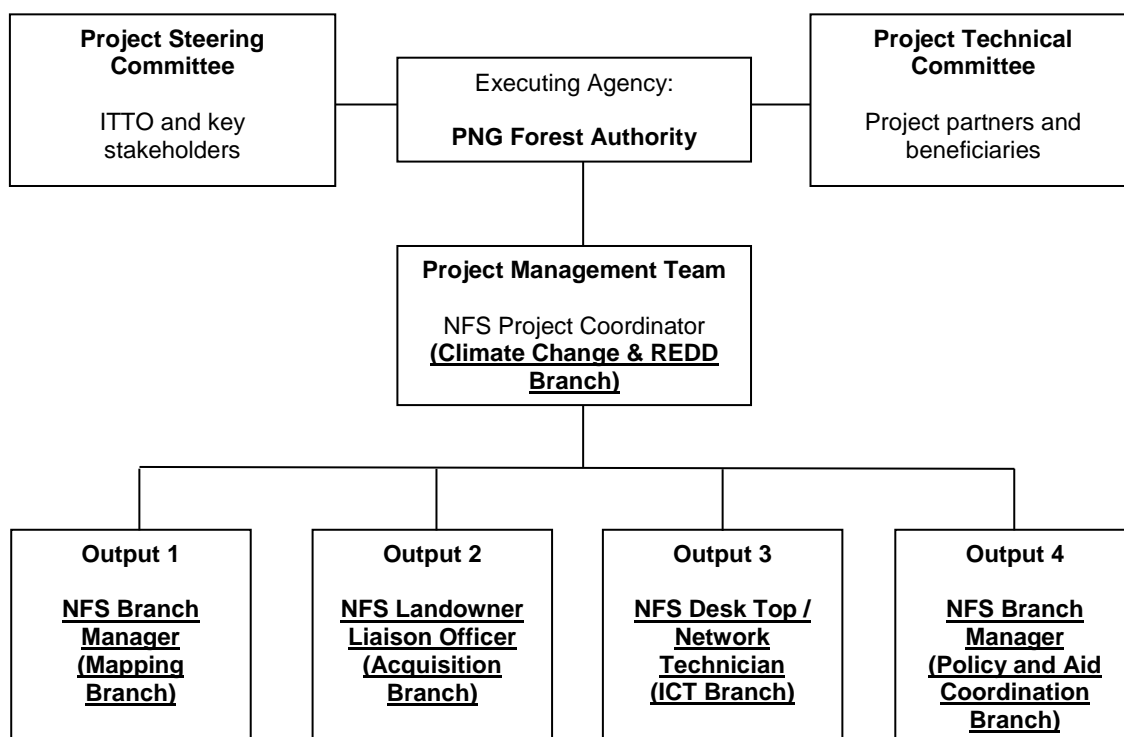 Project Steering
Committee
ITTO and key
stakeholders
Executing Agency:
PNG Forest Authority
Project Technical
Committee
Project partners and
beneficiaries
Project Management Team
NFS Project Coordinator
(Climate Change & REDD
Branch)
Output 1
NFS Branch
Manager
(Mapping
Branch)
Output 2
NFS Landowner
Liaison Officer
(Acquisition
Branch)
Output 3
NFS Desk Top /
Network
Technician
(ICT Branch)
Output 4
NFS Branch
Manager
(Policy and Aid
Coordination
Branch)